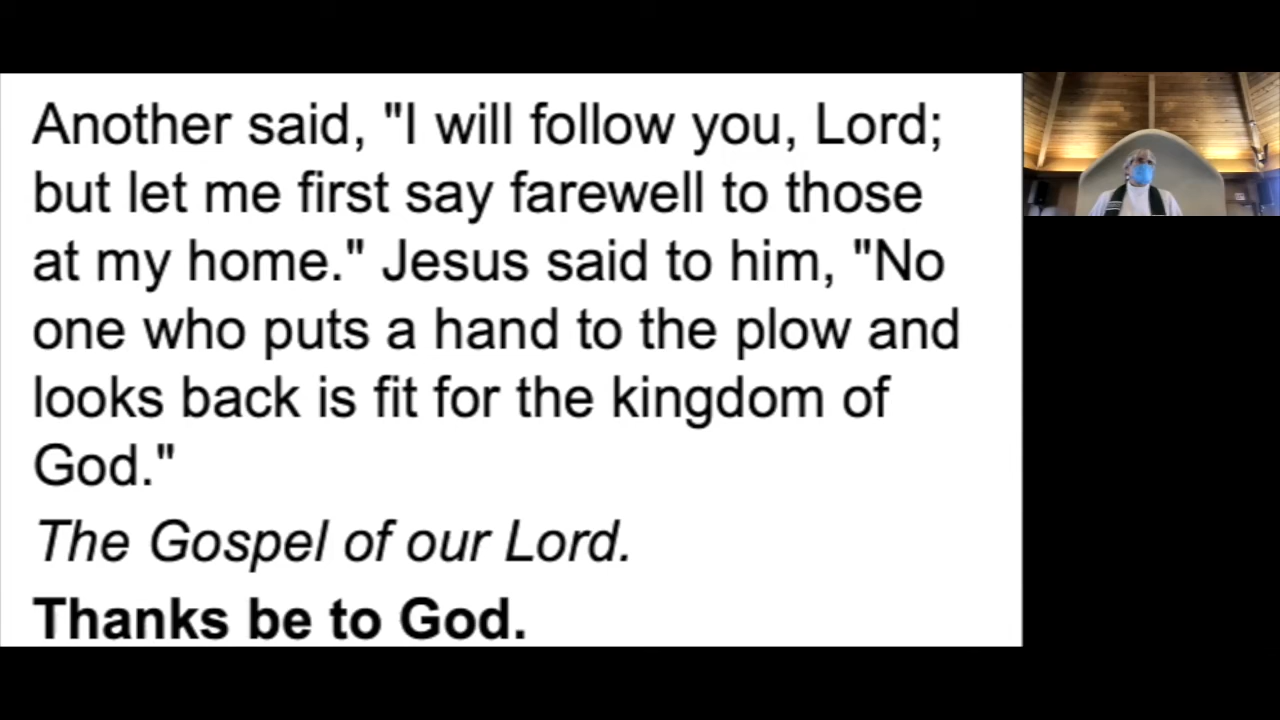 Another said, "I will follow you, Lord;
but let me first say farewell to those
at my home." Jesus said to him, "No
one who puts a hand to the plow and
looks back is fit for the kingdom of
God."
The Gospel of our Lord.
Thanks be to God.